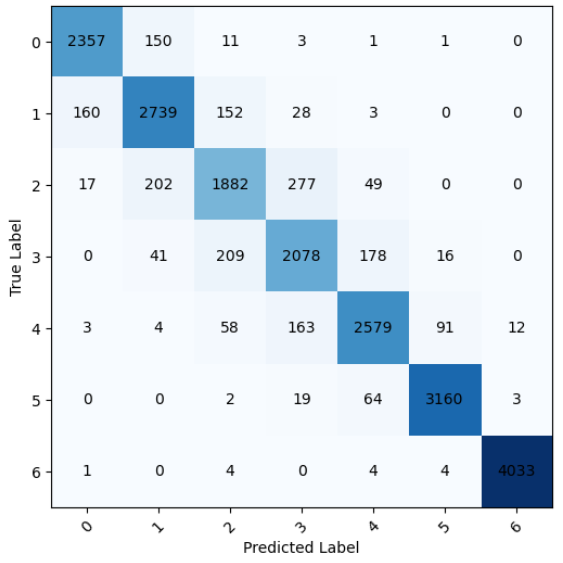 0 2357 150 11 3 1 1 0
1 160 2739 152 28 3 0 0
2 17 202 1882 277 49 0 0
True Label
3 0 41 209 2078 178 16 0
4 3 4 58 163 2579 91 12
5 0 0 2 19 64 3160 3
6 1 0 4 0 4 4 4033
0 1 2 3 4 5 6
Predicted Label